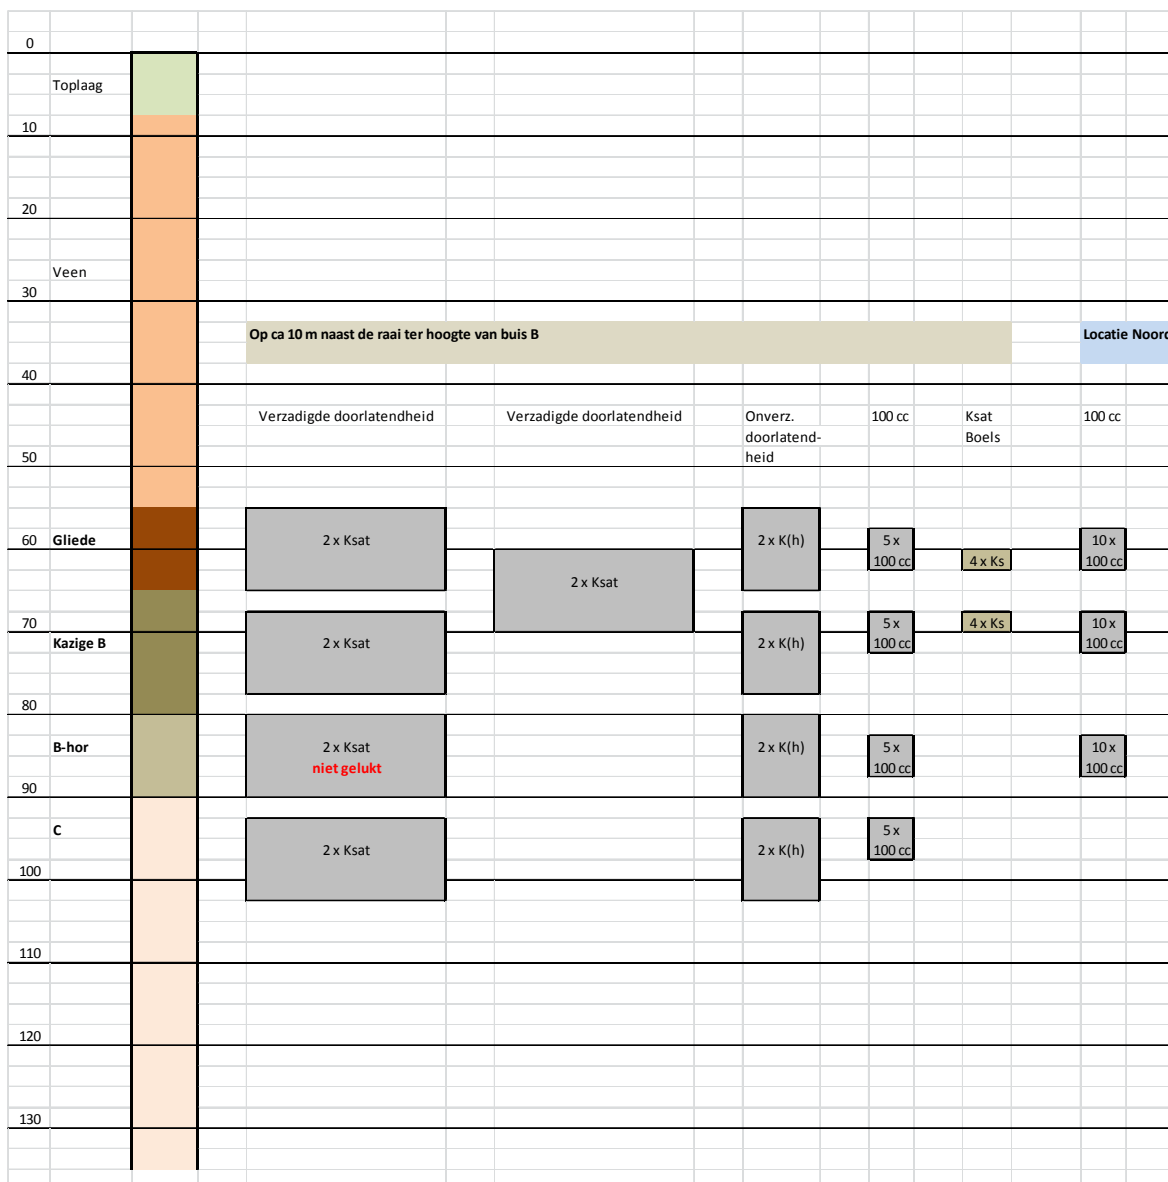 0
Toplaag
10
20
Veen
30
Op ca 10 m naast de raai ter hoogte van buis B
Locatie Noord
40
Verzadigde doorlatendheid
Verzadigde doorlatendheid
Onverz.
doorlatend-
heid
100 cc
Ksat
Boels
100 cc
50
60
Gliede
2 x Ksat
2 x Ksat
2 x K(h)
5 x
100 cc
4 x Ks
10 x
100 cc
70
Kazige B
2 x Ksat
2 x K(h)
5 x
100 cc
4 x Ks
10 x
100 cc
80
B-hor
2 x Ksat
niet gelukt
2 x K(h)
5 x
100 cc
10 x
100 cc
90
C
2 x Ksat
2 x K(h)
5 x
100 cc
100
110
120
130